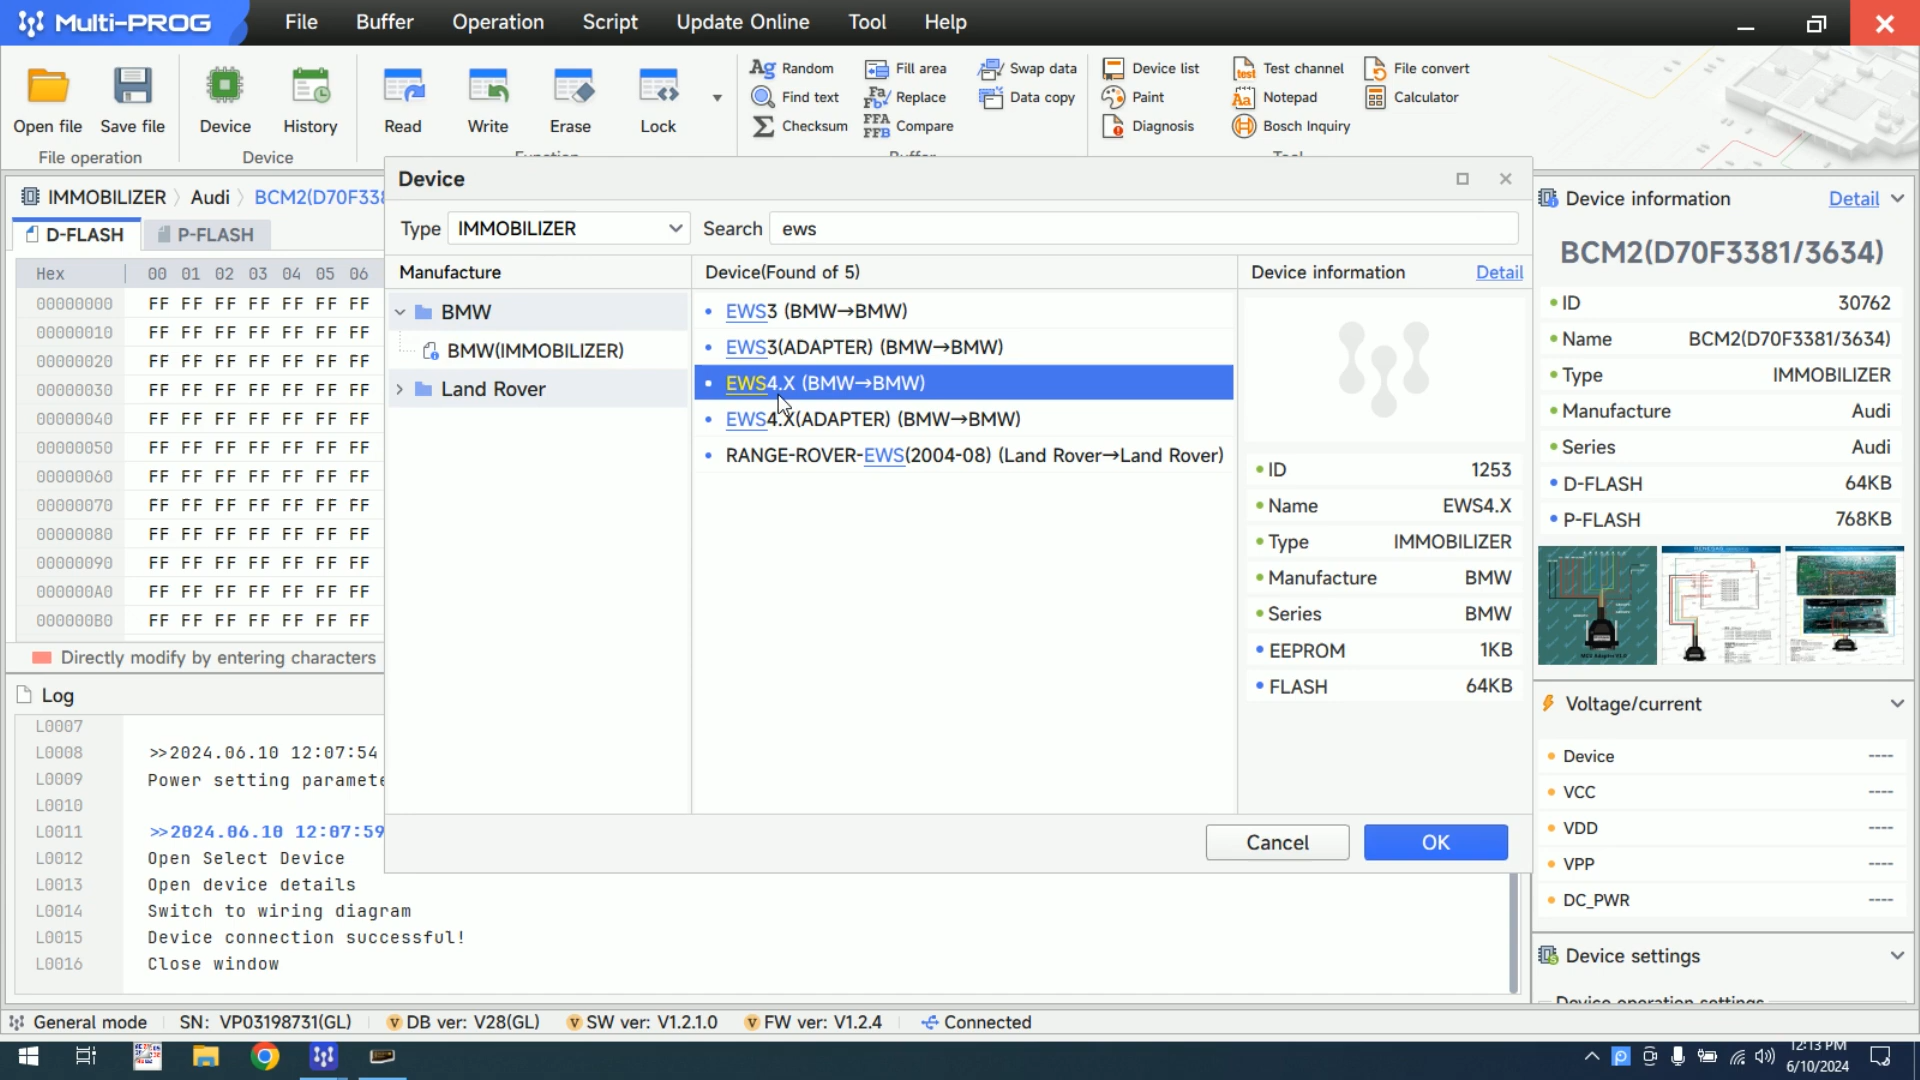 Multi-PROG File Buffer Operation Script Update Online Tool Help
Ag Random Fill area Swap data Device list Test channel File convert
Find text Replace Data copy Paint Notepad Calculator
Open file Save file Device History Read Write Erase Lock Checksum Compare Diagnosis Bosch Inquiry
File operation Device
IMMOBILIZER Audi BCM2(D70F338
D-FLASH P-FLASH
Hex 00 01 02 03 04 05 06
00000000 FF FF FF FF FF FF FF
00000010 FF FF FF FF FF FF FF
00000020 FF FF FF FF FF FF FF
00000030 FF FF FF FF FF FF FF
00000040 FF FF FF FF FF FF FF
00000050 FF FF FF FF FF FF FF
00000060 FF FF FF FF FF FF FF
00000070 FF FF FF FF FF FF FF
00000080 FF FF FF FF FF FF FF
00000090 FF FF FF FF FF FF FF
000000A0 FF FF FF FF FF FF FF
000000B0 FF FF FF FF FF FF FF
Directly modify by entering characters
Log
L0007
L0008 >>2024.06.10 12:07:54
L0009 Power setting paramete
L0010
L0011 >>2024.06.10 12:07:59
L0012 Open Select Device
L0013 Open device details
L0014 Switch to wiring diagram
L0015 Device connection successful!
L0016 Close window
Device
Type IMMOBILIZER Search ews
Manufacture
BMW
BMW(IMMOBILIZER)
Land Rover
Device(Found of 5)
EWS3 (BMW→BMW)
EWS3(ADAPTER) (BMW→BMW)
EWS4.X (BMW→BMW)
EWS4.X(ADAPTER) (BMW→BMW)
RANGE-ROVER-EWS(2004-08) (Land Rover→Land Rover)
Device information Detail
ID 1253
Name EWS4.X
Type IMMOBILIZER
Manufacture BMW
Series BMW
EEPROM 1KB
FLASH 64KB
Cancel OK
Device information Detail
BCM2(D70F3381/3634)
ID 30762
Name BCM2(D70F3381/3634)
Type IMMOBILIZER
Manufacture Audi
Series Audi
D-FLASH 64KB
P-FLASH 768KB
Voltage/current
Device ----
VCC ----
VDD ----
VPP ----
DC_PWR ----
Device settings
Device operation settings
General mode SN: VP03198731(GL) DB ver: V28(GL) SW ver: V1.2.1.0 FW ver: V1.2.4 Connected
12:13 PM
6/10/2024